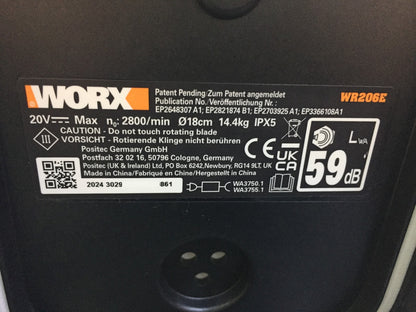 WORX
Patent Pending/Zum Patent angemeldet
Publication No./Veröffentlichung Nr.:
EP2648307 A1; EP2821874 B1; EP2703925 A1; EP3366108A1
WR206E
20V⎓ Max n₀: 2800/min Ø18cm 14.4kg IPX5
CAUTION - Do not touch rotating blade
VORSICHT - Rotierende Klinge nicht berühren
Positec Germany GmbH
Postfach 32 02 16, 50796 Cologne, Germany
Positec (UK & Ireland) Ltd, PO Box 6242, Newbury, RG14 9LT, UK
Made in China/Fabriqué en Chine/Hergestellt in China
2024 3029 861
WA3750.1
WA3755.1
CE
UK
CA
LWA
59 dB